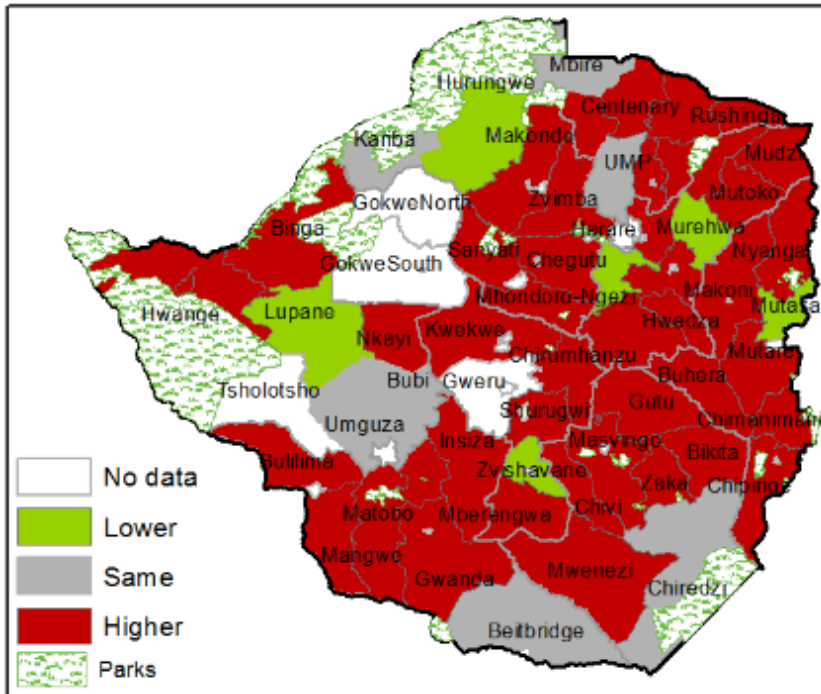 Mbire
Hurungwe
Centenary
Rushinga
Makonde
Kariba
UMP
Mudzi
Mutoko
GokweNorth
Zvimba
Murehwa
Binga
Harare
Sanyati
Nyanga
GokweSouth
Chegutu
Makoni
Mhondoro-Ngezi
Mutasa
Hwange
Lupane
Hwedza
Nkayi
Kwekwe
Mutare
Chirumhanzu
Bubi
Gweru
Buhera
Tsholotsho
Gutu
Shurugwi
Chimanimani
Umguza
Insiza
Masvingo
Bikita
Bulilima
Zvishavane
Zaka
Chipinge
Matobo
Mberengwa
Chivi
Mangwe
Gwanda
Mwenezi
Chiredzi
Beitbridge
No data
Lower
Same
Higher
Parks